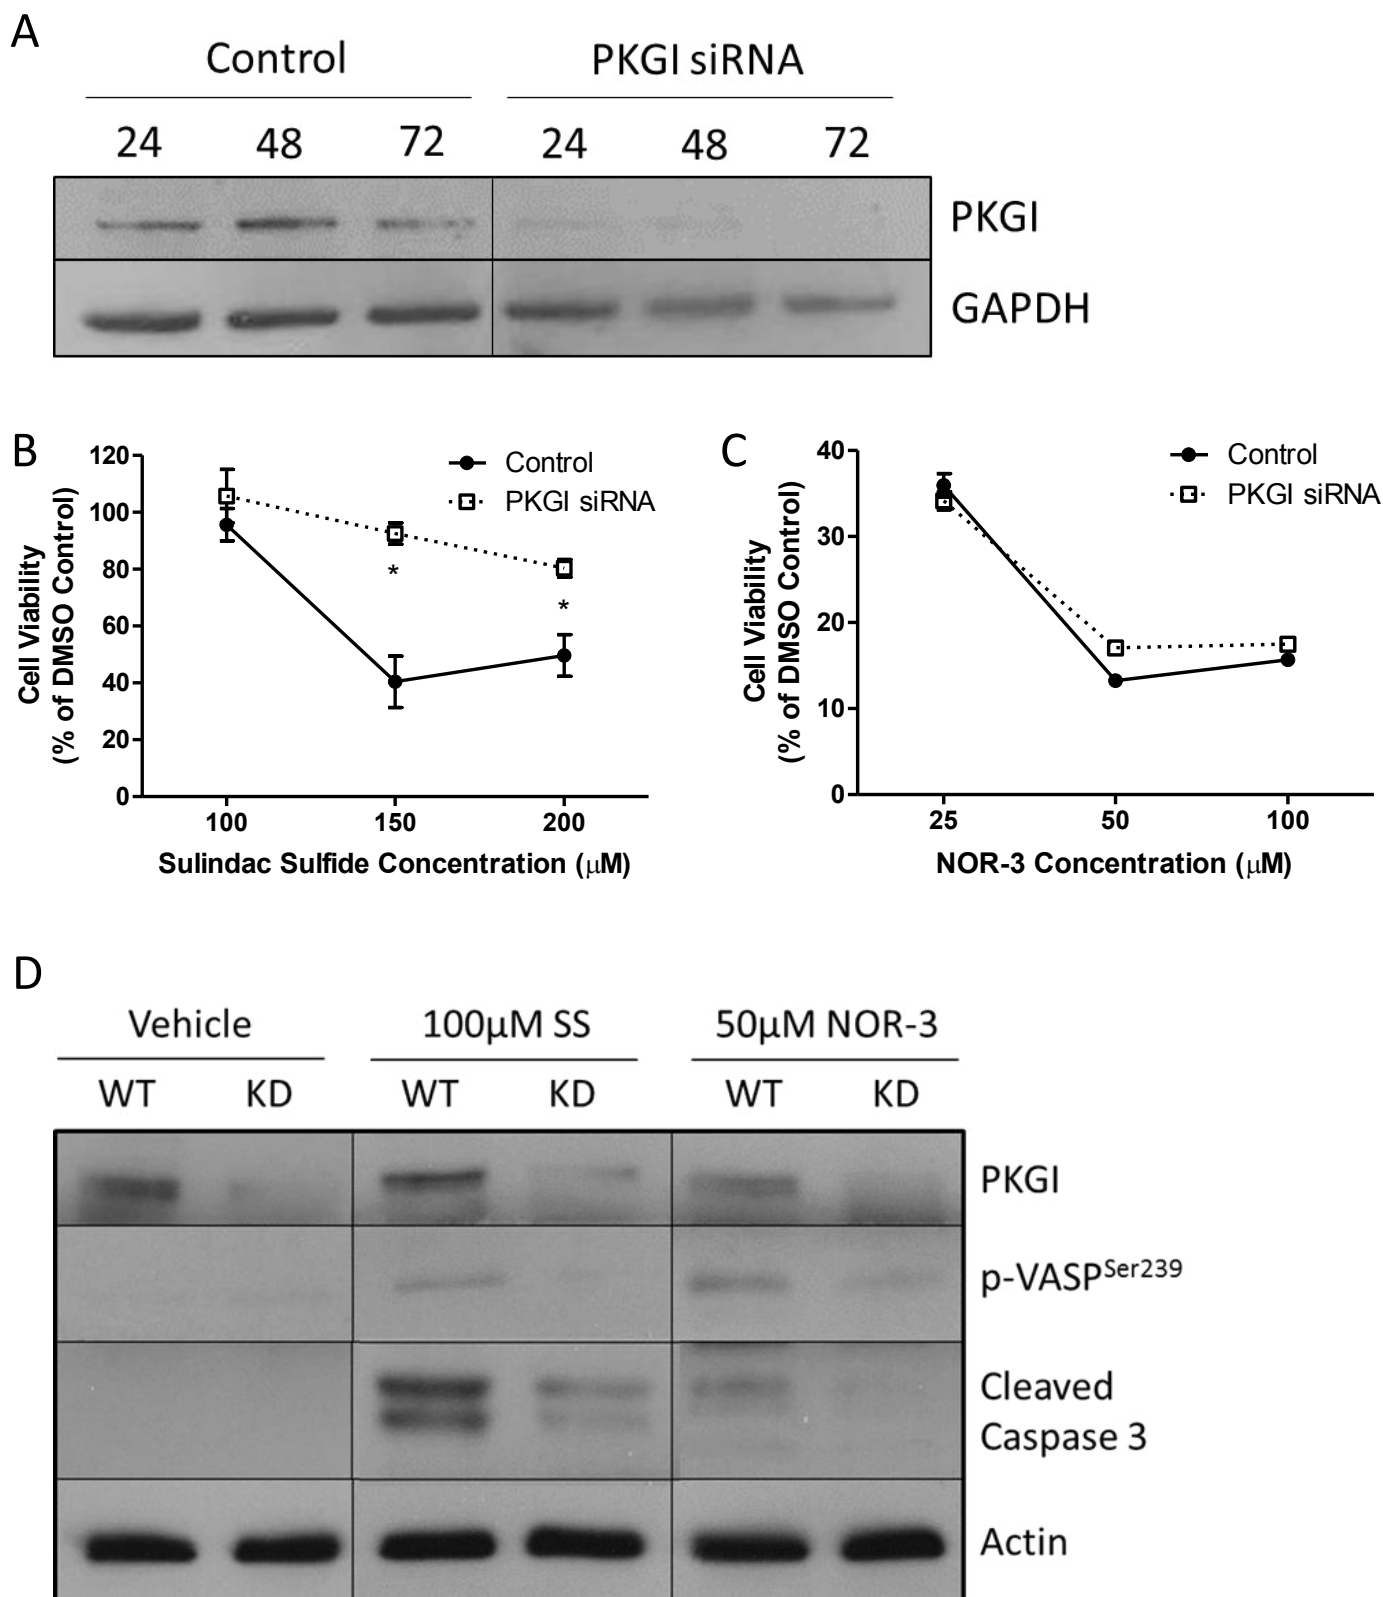 A
Control PKGI siRNA
24 48 72 24 48 72
PKGI
GAPDH
B
120
100
80
60
40
20
0
Cell Viability
(% of DMSO Control)
Control
PKGI siRNA
*
*
100 150 200
Sulindac Sulfide Concentration (μM)
C
40
30
20
10
0
Cell Viability
(% of DMSO Control)
Control
PKGI siRNA
25 50 100
NOR-3 Concentration (μM)
D
Vehicle 100μM SS 50μM NOR-3
WT KD WT KD WT KD
PKGI
p-VASPSer239
Cleaved
Caspase 3
Actin